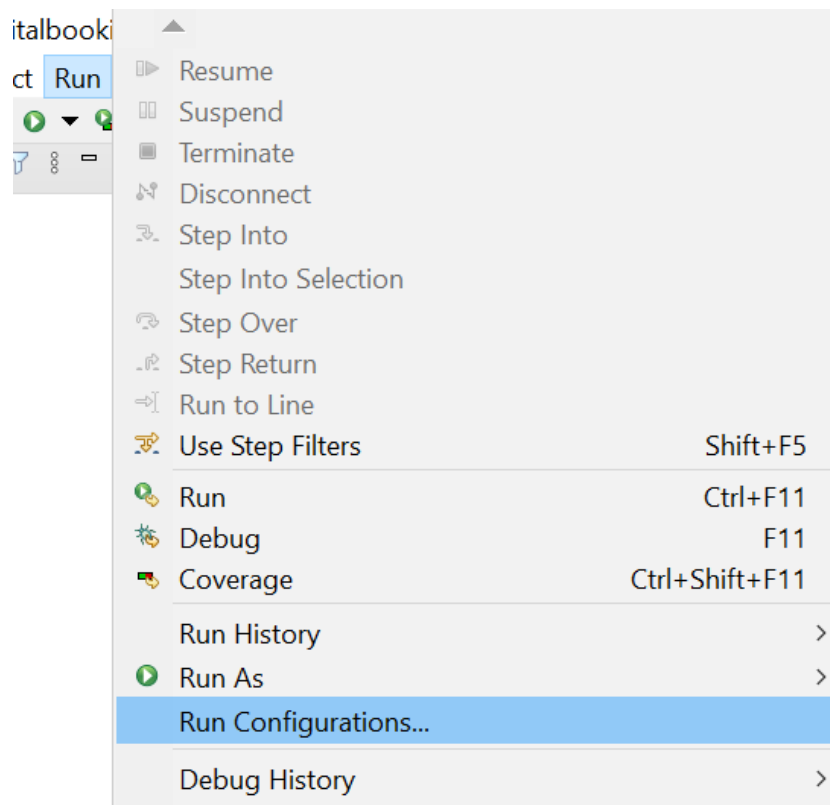 italbooki
ct Run
Resume
Suspend
Terminate
Disconnect
Step Into
Step Into Selection
Step Over
Step Return
Run to Line
Use Step Filters Shift+F5
Run Ctrl+F11
Debug F11
Coverage Ctrl+Shift+F11
Run History
Run As
Run Configurations...
Debug History